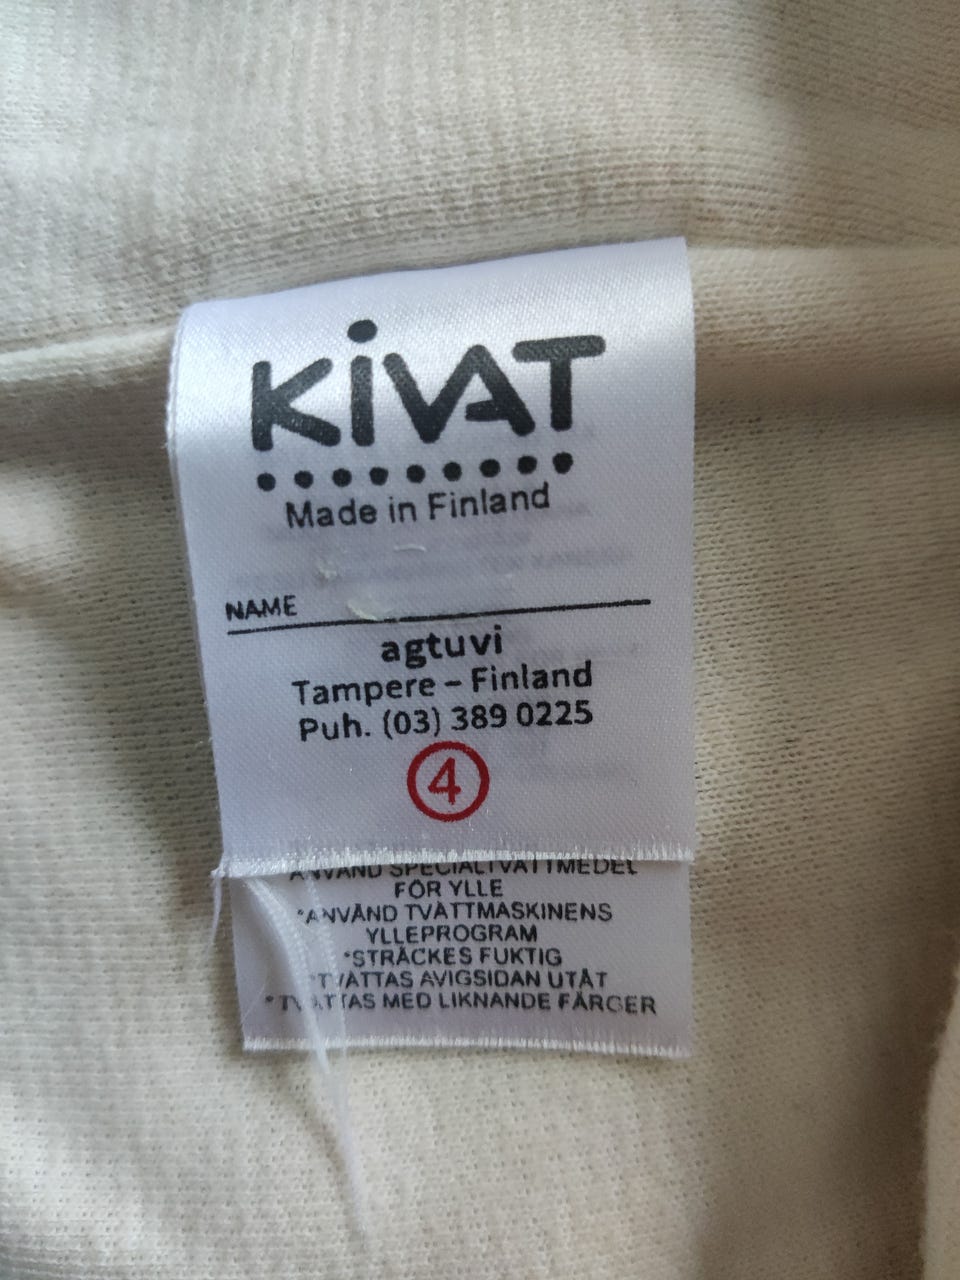 KiVAT
Made in Finland
NAME
agtuvi
Tampere – Finland
Puh. (03) 389 0225
4
*ANVÄND SPECIALTVÄTTMEDEL
FÖR YLLE
*ANVÄND TVÄTTMASKINENS
YLLEPROGRAM
*STRÄCKES FUKTIG
*TVÄTTAS AVIGSIDAN UTÅT
*TVÄTTAS MED LIKNANDE FÄRGER